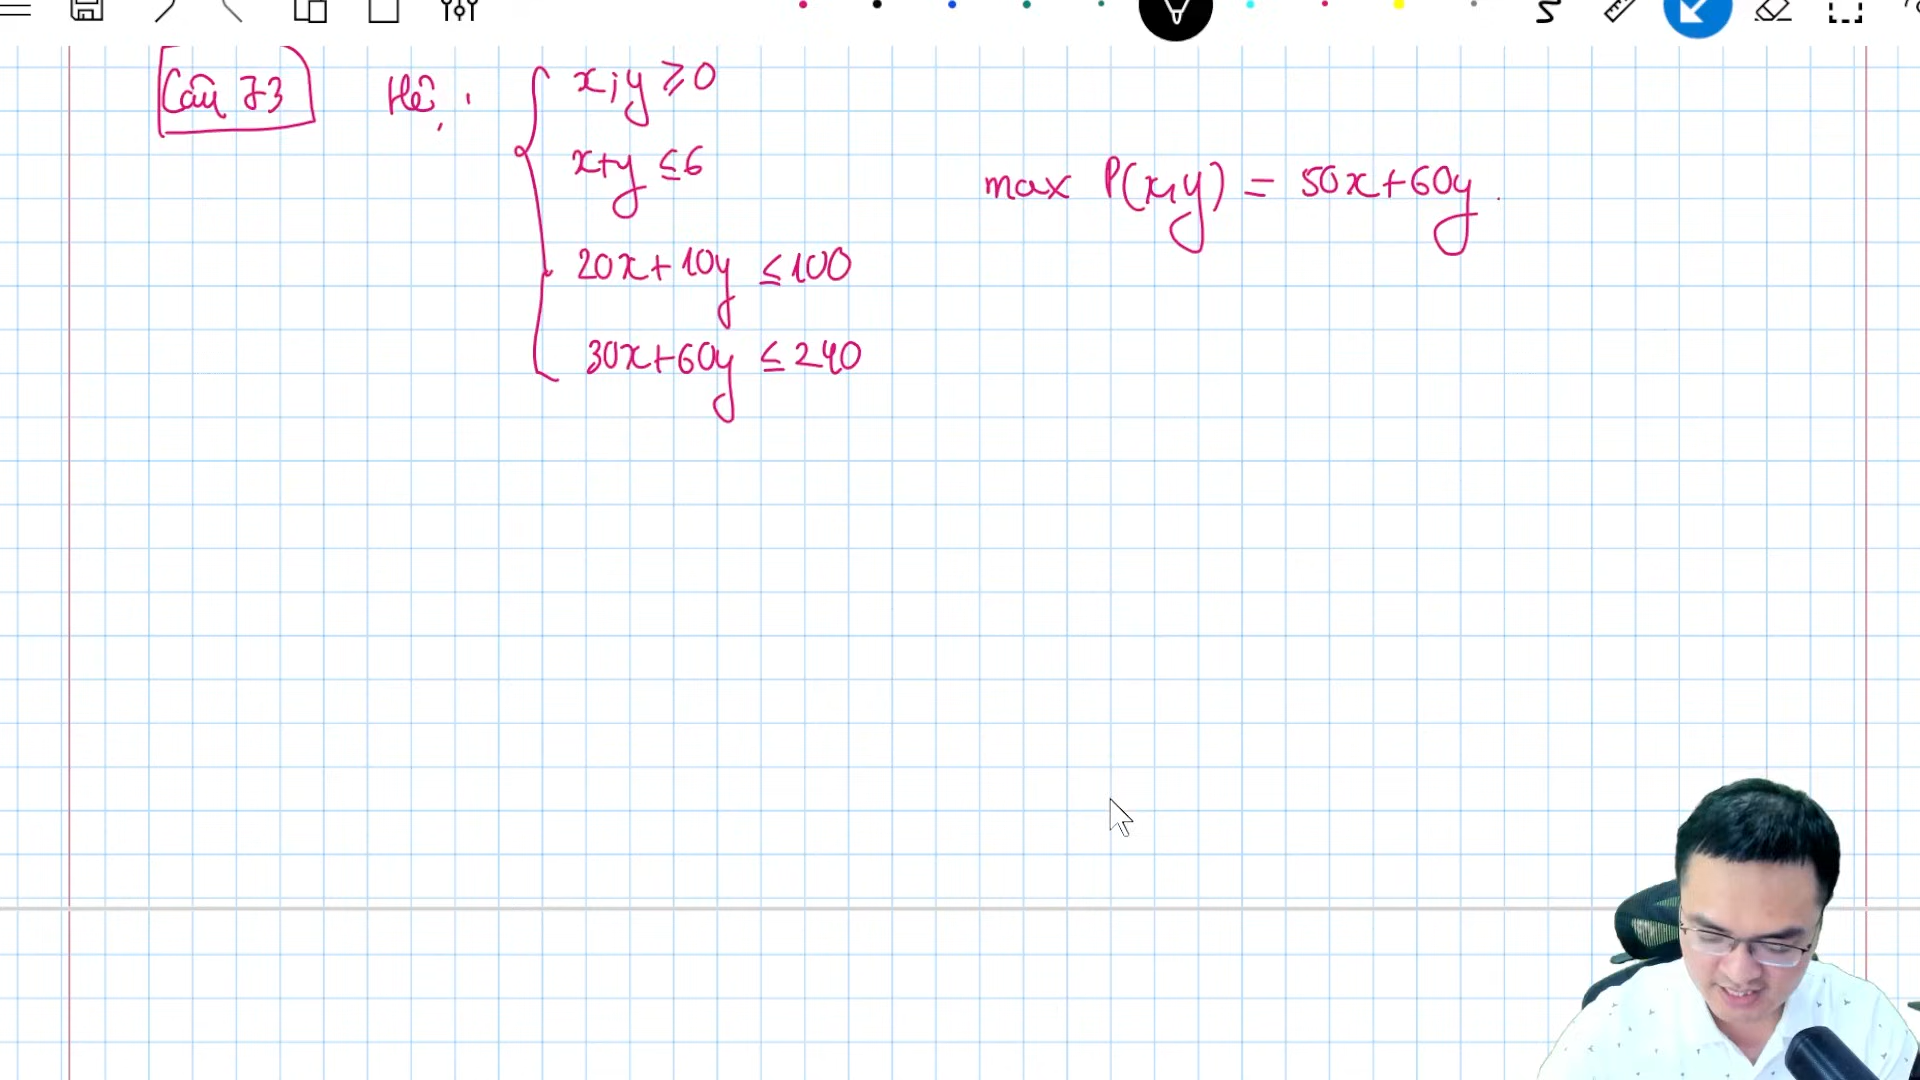 Câu 73
Hệ:
x; y ≥ 0
x+y ≤ 6
20x + 10y ≤ 100
30x + 60y ≤ 240
max P(x,y) = 50x + 60y.